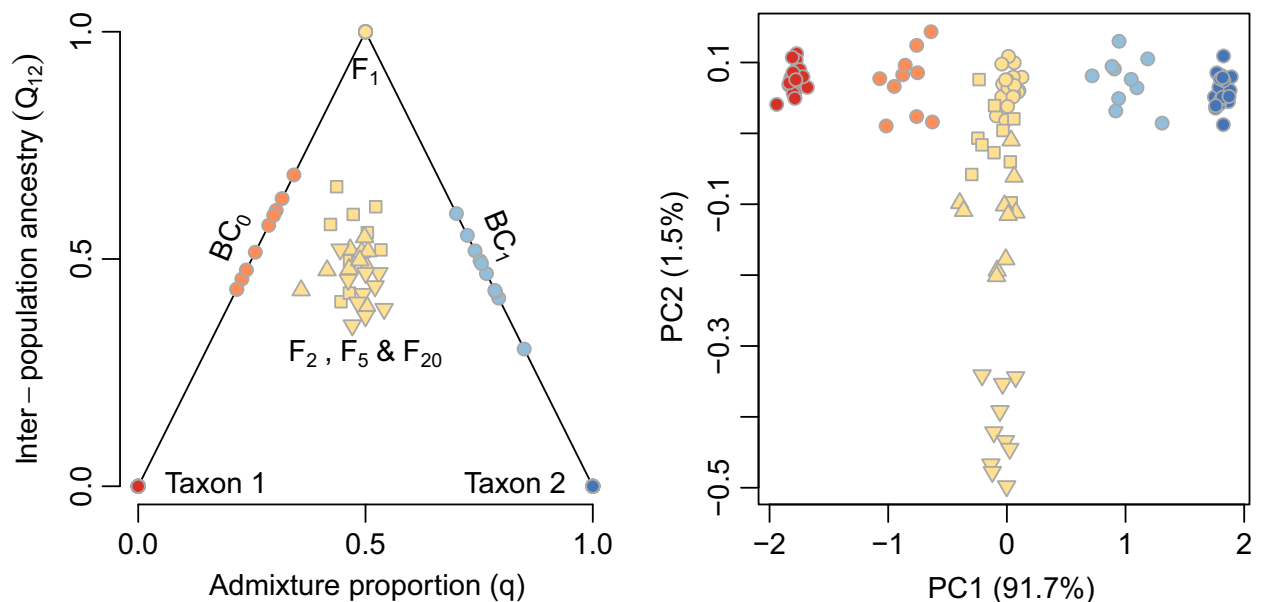 Inter−population ancestry (Q12)
1.0
0.5
0.0
F1
BC0
BC1
F2 , F5 & F20
Taxon 1
Taxon 2
0.0 0.5 1.0
Admixture proportion (q)
PC2 (1.5%)
0.1
−0.1
−0.3
−0.5
−2 −1 0 1 2
PC1 (91.7%)